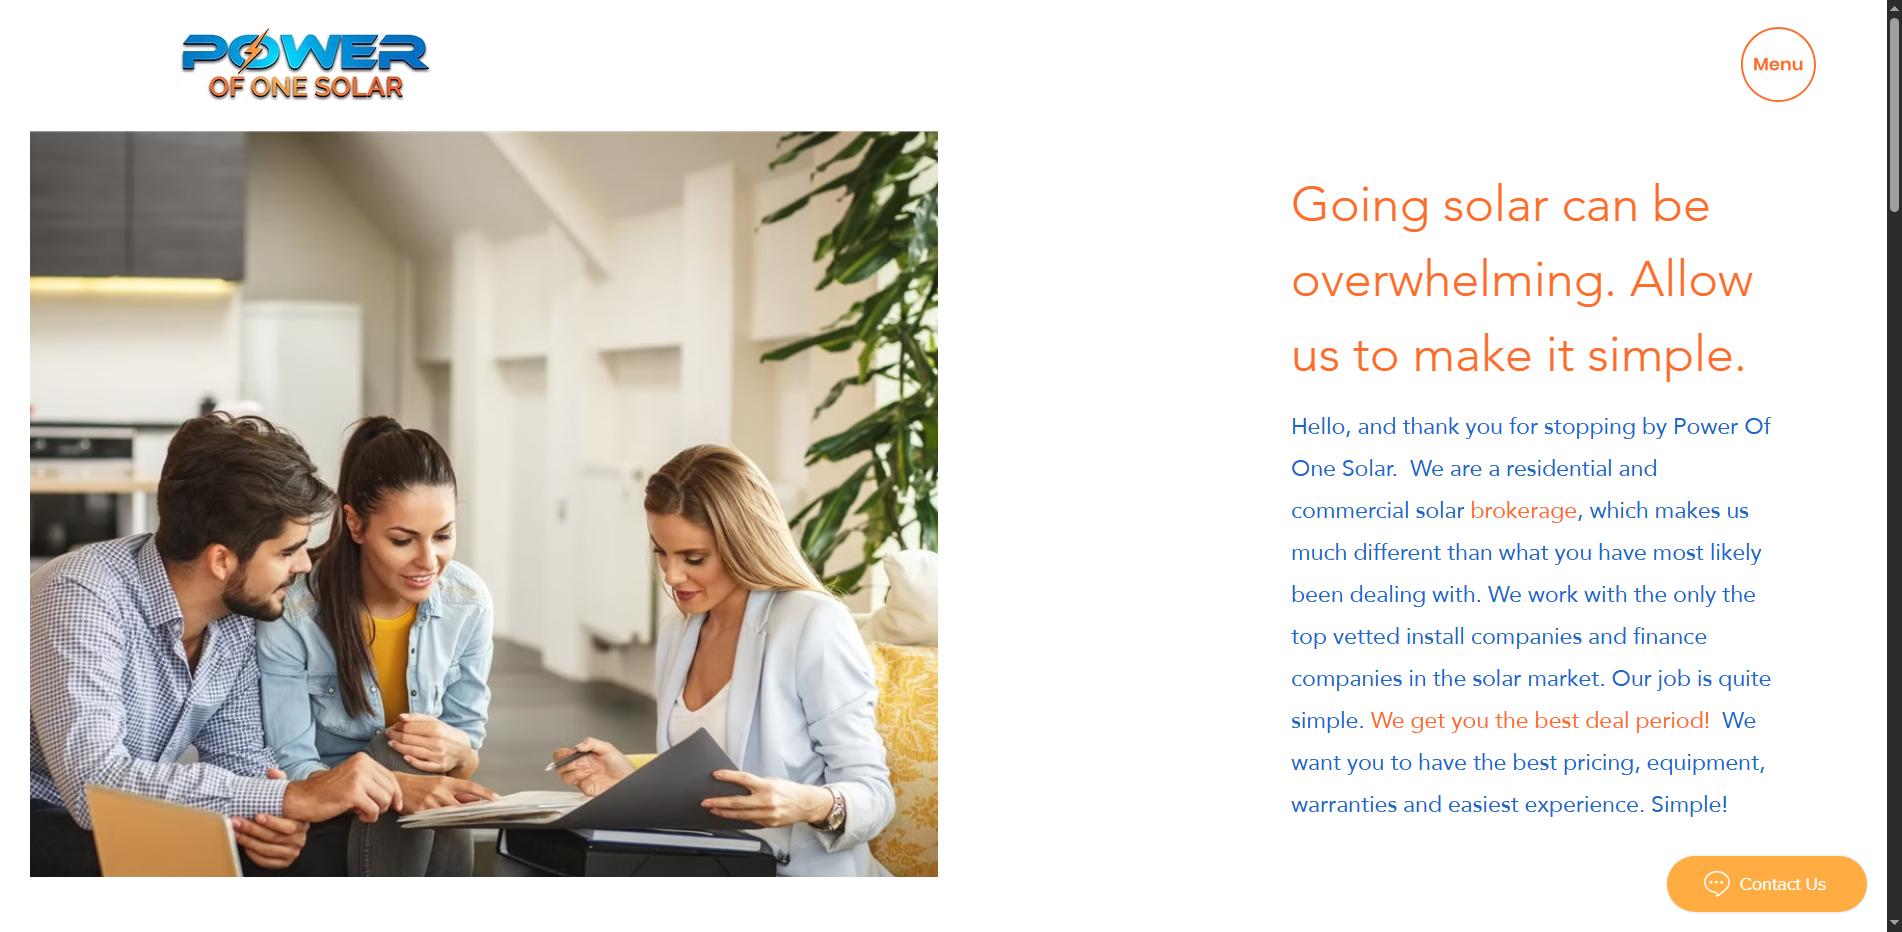 POWER
OF ONE SOLAR
Menu
Going solar can be
overwhelming. Allow
us to make it simple.
Hello, and thank you for stopping by Power Of
One Solar.  We are a residential and
commercial solar brokerage, which makes us
much different than what you have most likely
been dealing with. We work with the only the
top vetted install companies and finance
companies in the solar market. Our job is quite
simple. We get you the best deal period!  We
want you to have the best pricing, equipment,
warranties and easiest experience. Simple!
Contact Us